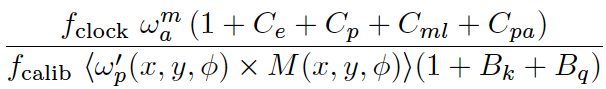 f_clock ω_a^m (1 + C_e + C_p + C_ml + C_pa)
f_calib ⟨ω′_p(x, y, ϕ) × M(x, y, ϕ)⟩(1 + B_k + B_q)